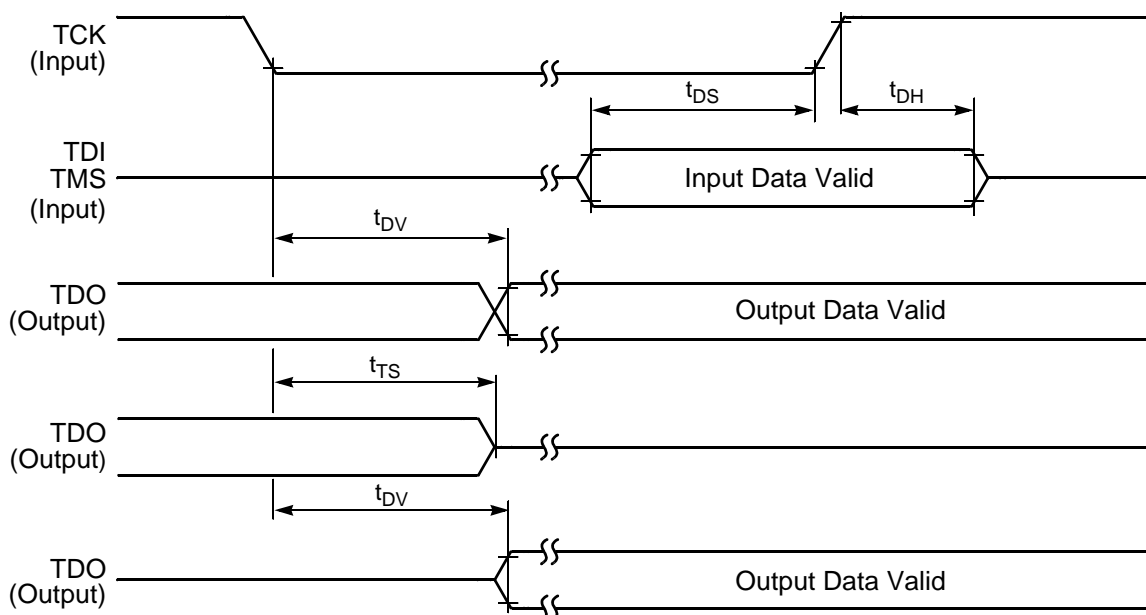 TCK
(Input)
tDS
tDH
TDI
TMS
(Input)
Input Data Valid
tDV
TDO
(Output)
Output Data Valid
tTS
TDO
(Output)
tDV
TDO
(Output)
Output Data Valid